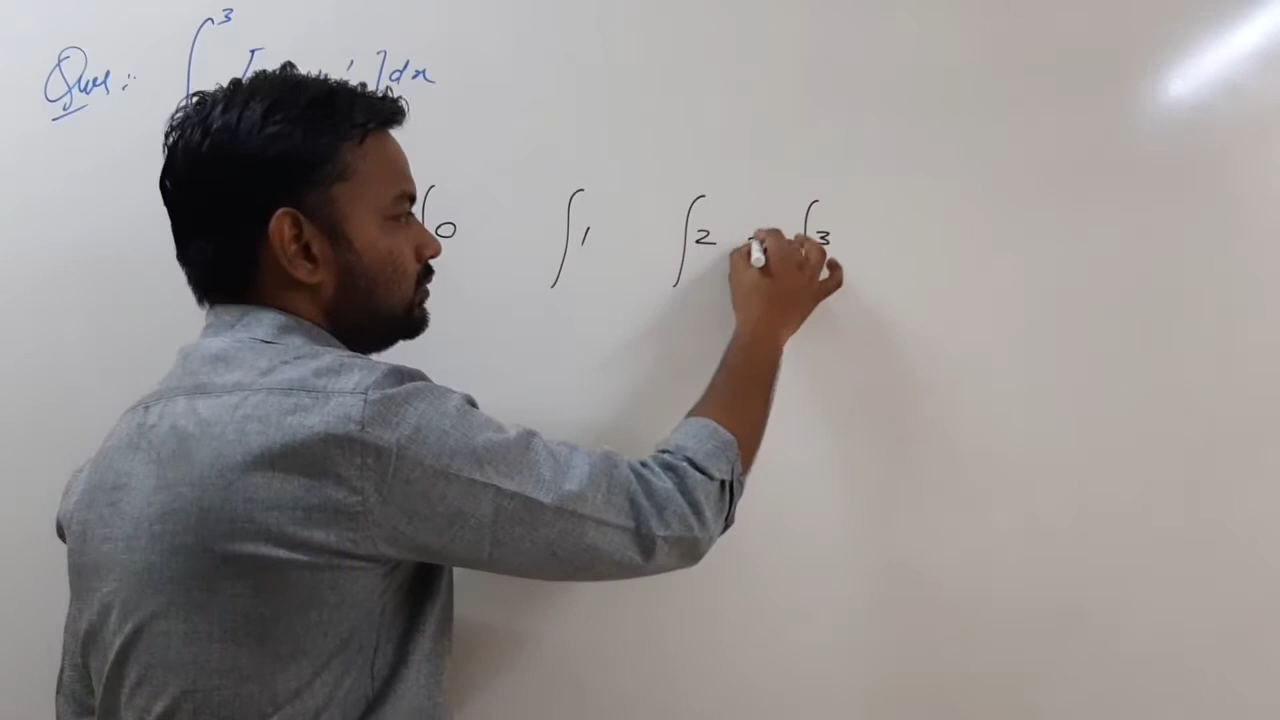 Ques: ∫ 3 [ ] dx
∫ 0 ∫ 1 ∫ 2 ∫ 3